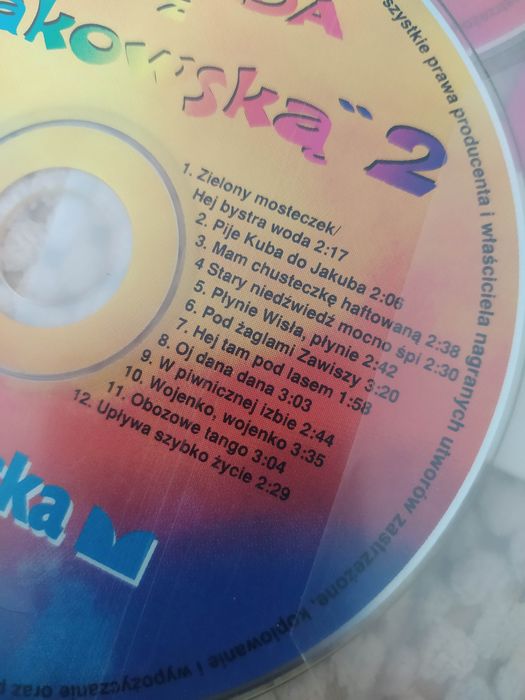 z
akowską" 2
1. Zielony mosteczek/
Hej bystra woda 2:17
2. Pije Kuba do Jakuba 2:06
3. Mam chusteczkę haftowaną 2:38
4 Stary niedźwiedź mocno śpi 2:30
5. Płynie Wisła, płynie 2:42
6. Pod żaglami Zawiszy 3:20
7. Hej tam pod lasem 1:58
8. Oj dana dana 3:03
9. W piwnicznej izbie 2:44
10. Wojenko, wojenko 3:35
11. Obozowe tango 3:04
12. Upływa szybko życie 2:29
ska
szystkie prawa producenta i właściciela nagranych utworów zastrzeżone, kopiowanie i wypożyczanie oraz p